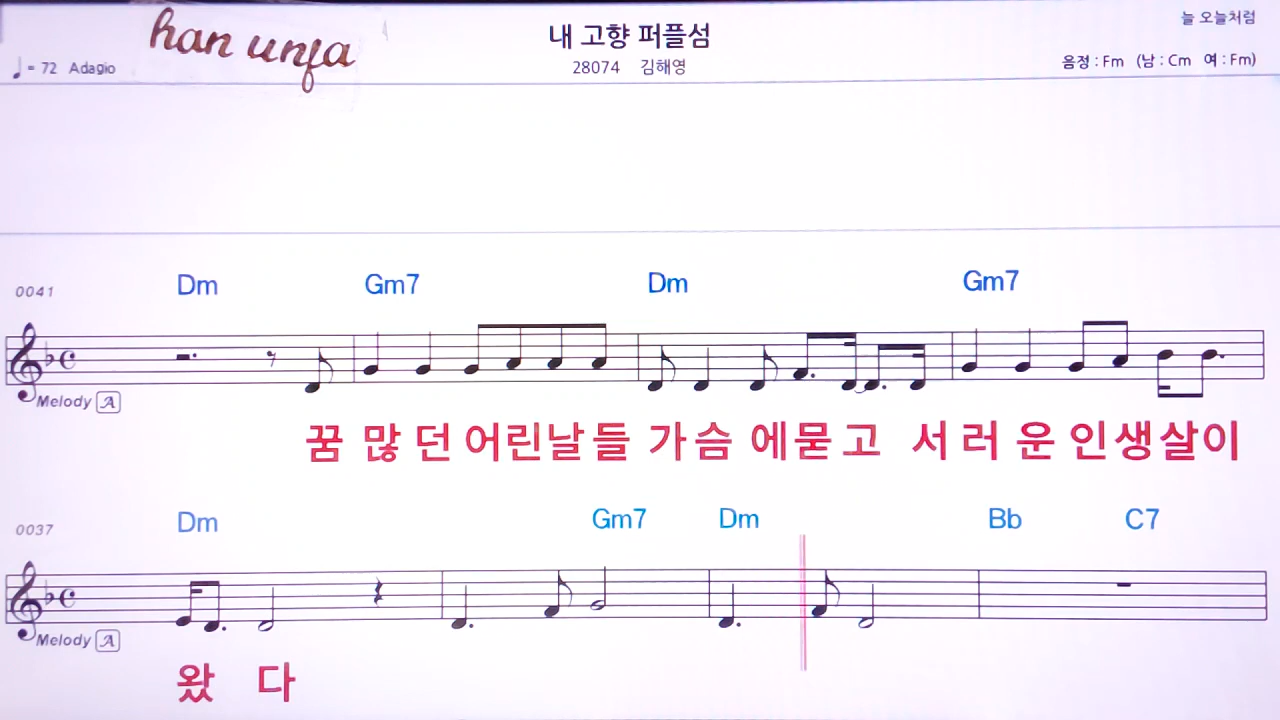 늘 오늘처럼
han unja
내 고향 퍼플섬
♩= 72 Adagio
28074 김해영
음정 : Fm (남 : Cm 여 : Fm)
0041 Dm Gm7 Dm Gm7
Melody A
꿈 많 던 어린날들 가슴 에묻고 서 러 운 인생살이
0037 Dm Gm7 Dm Bb C7
Melody A
왔 다